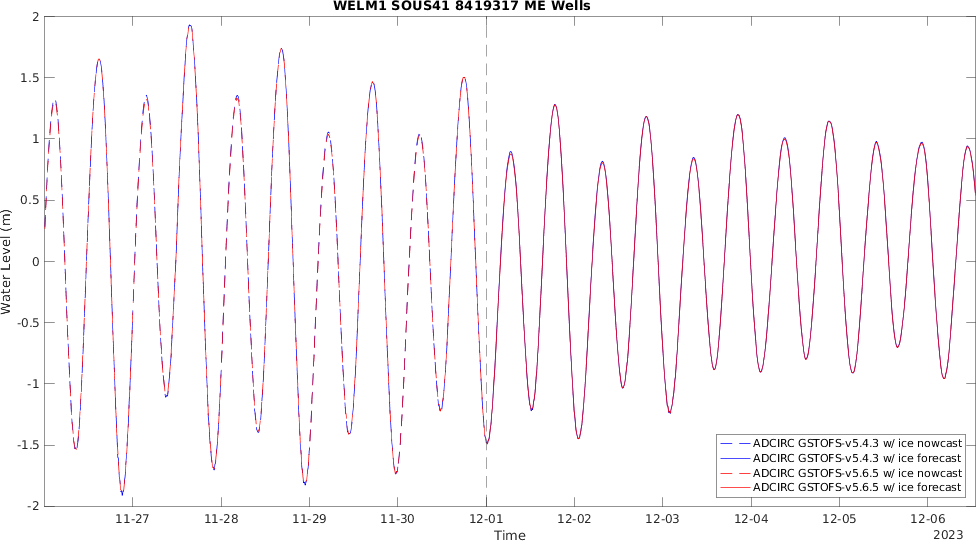 WELM1 SOUS41 8419317 ME Wells
2
1.5
1
0.5
0
-0.5
-1
-1.5
-2
Water Level (m)
11-27 11-28 11-29 11-30 12-01 12-02 12-03 12-04 12-05 12-06
Time
2023
ADCIRC GSTOFS-v5.4.3 w/ ice nowcast
ADCIRC GSTOFS-v5.4.3 w/ ice forecast
ADCIRC GSTOFS-v5.6.5 w/ ice nowcast
ADCIRC GSTOFS-v5.6.5 w/ ice forecast